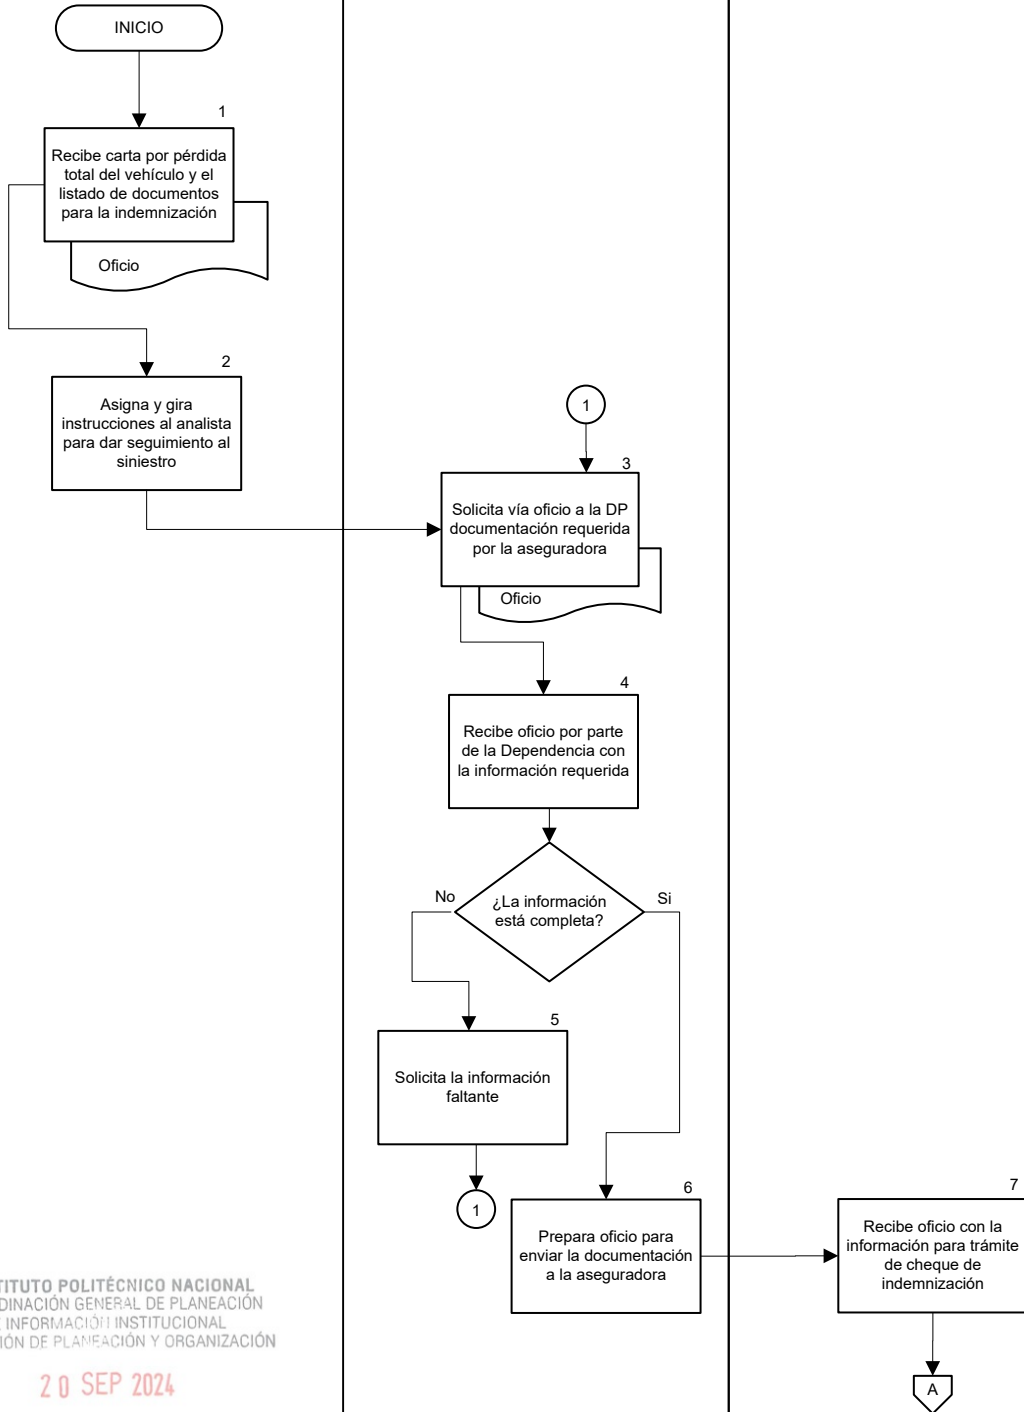 INICIO
1
Recibe carta por pérdida
total del vehículo y el
listado de documentos
para la indemnización
Oficio
2
Asigna y gira
instrucciones al analista
para dar seguimiento al
siniestro
1
3
Solicita vía oficio a la DP
documentación requerida
por la aseguradora
Oficio
4
Recibe oficio por parte
de la Dependencia con
la información requerida
¿La información
está completa?
No
Si
5
Solicita la información
faltante
1
6
Prepara oficio para
enviar la documentación
a la aseguradora
7
Recibe oficio con la
información para trámite
de cheque de
indemnización
A
TITUTO POLITÉCNICO NACIONAL
DINACIÓN GENERAL DE PLANEACIÓN
E INFORMACIÓN INSTITUCIONAL
IÓN DE PLANEACIÓN Y ORGANIZACIÓN
20 SEP 2024